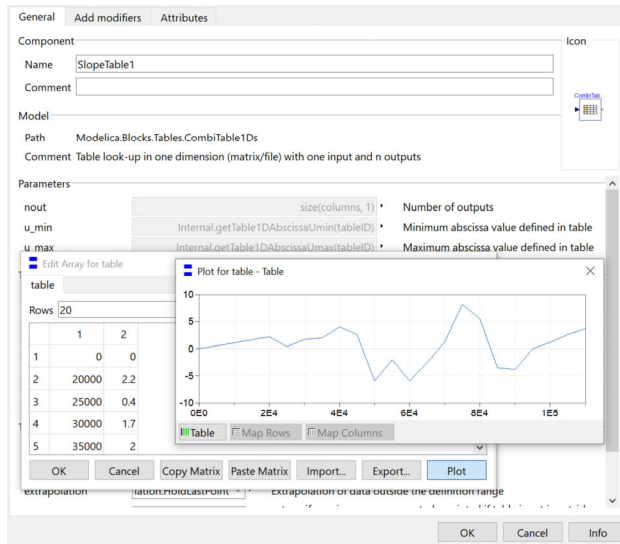 General Add modifiers Attributes
Component
Icon
Name SlopeTable1
Comment
CombiTab...
Model
Path Modelica.Blocks.Tables.CombiTable1Ds
Comment Table look-up in one dimension (matrix/file) with one input and n outputs
Parameters
nout size(columns, 1) Number of outputs
u_min Internal.getTable1DAbscissaUmin(tableID) Minimum abscissa value defined in table
u_max Internal.getTable1DAbscissaUmax(tableID) Maximum abscissa value defined in table
Edit Array for table
table
Rows 20
1 2
1 0 0
2 20000 2.2
3 25000 0.4
4 30000 1.7
5 35000 2
Plot for table - Table
10
5
0
-5
-10
0E0 2E4 4E4 6E4 8E4 1E5
Table Map Rows Map Columns
OK Cancel Copy Matrix Paste Matrix Import... Export... Plot
extrapolation lation.HoldLastPoint Extrapolation of data outside the definition range
OK Cancel Info